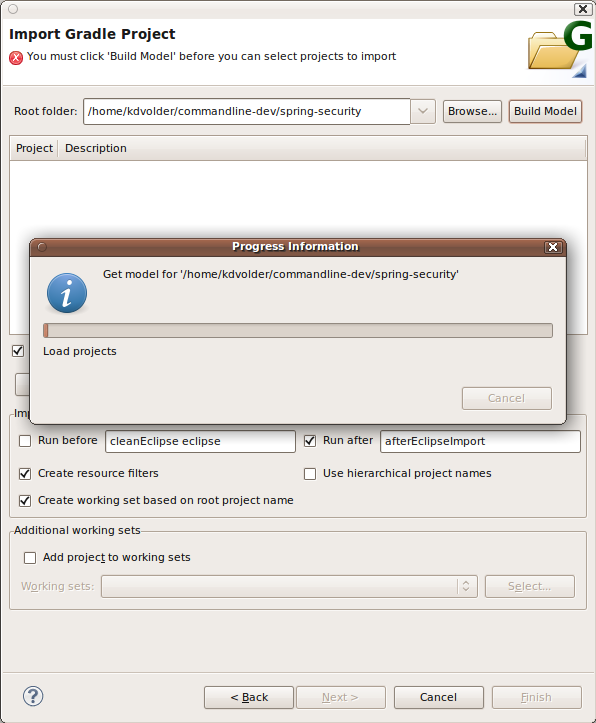 Import Gradle Project
You must click 'Build Model' before you can select projects to import
G
Root folder: /home/kdvolder/commandline-dev/spring-security Browse... Build Model
Project Description
Progress Information
Get model for '/home/kdvolder/commandline-dev/spring-security'
i
Load projects
Cancel
Run before cleanEclipse eclipse Run after afterEclipseImport
Create resource filters Use hierarchical project names
Create working set based on root project name
Additional working sets
Add project to working sets
Working sets: Select...
? < Back Next > Cancel Finish